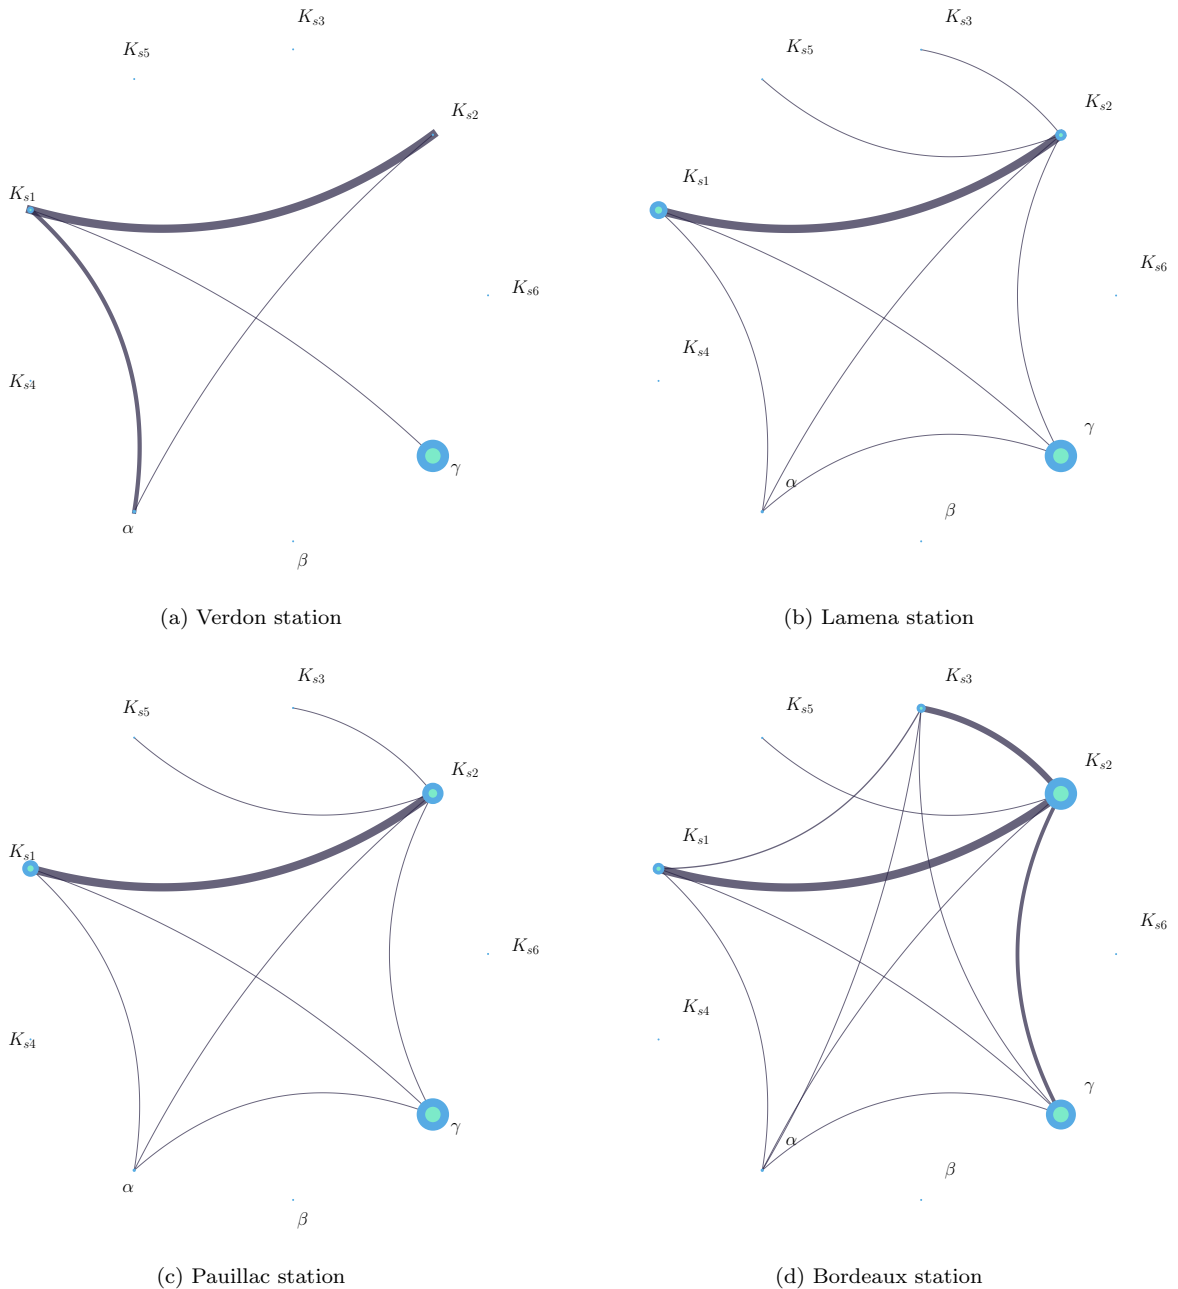 K_{s3}
K_{s5}
K_{s2}
K_{s1}
K_{s6}
K_{s4}
γ
α
β
(a) Verdon station
K_{s3}
K_{s5}
K_{s2}
K_{s1}
K_{s6}
K_{s4}
γ
α
β
(b) Lamena station
K_{s3}
K_{s5}
K_{s2}
K_{s1}
K_{s6}
K_{s4}
γ
α
β
(c) Pauillac station
K_{s3}
K_{s5}
K_{s2}
K_{s1}
K_{s6}
K_{s4}
γ
α
β
(d) Bordeaux station